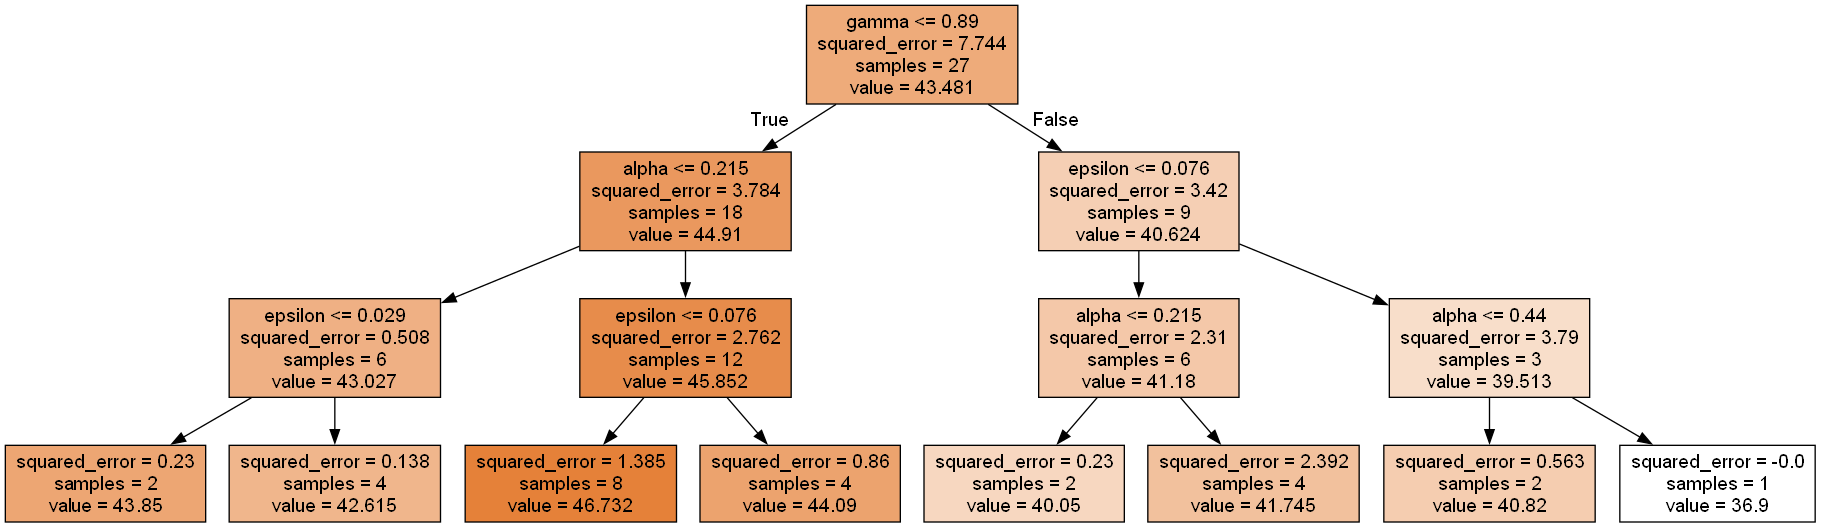 gamma <= 0.89
squared_error = 7.744
samples = 27
value = 43.481
True
False
alpha <= 0.215
squared_error = 3.784
samples = 18
value = 44.91
epsilon <= 0.076
squared_error = 3.42
samples = 9
value = 40.624
epsilon <= 0.029
squared_error = 0.508
samples = 6
value = 43.027
epsilon <= 0.076
squared_error = 2.762
samples = 12
value = 45.852
alpha <= 0.215
squared_error = 2.31
samples = 6
value = 41.18
alpha <= 0.44
squared_error = 3.79
samples = 3
value = 39.513
squared_error = 0.23
samples = 2
value = 43.85
squared_error = 0.138
samples = 4
value = 42.615
squared_error = 1.385
samples = 8
value = 46.732
squared_error = 0.86
samples = 4
value = 44.09
squared_error = 0.23
samples = 2
value = 40.05
squared_error = 2.392
samples = 4
value = 41.745
squared_error = 0.563
samples = 2
value = 40.82
squared_error = -0.0
samples = 1
value = 36.9